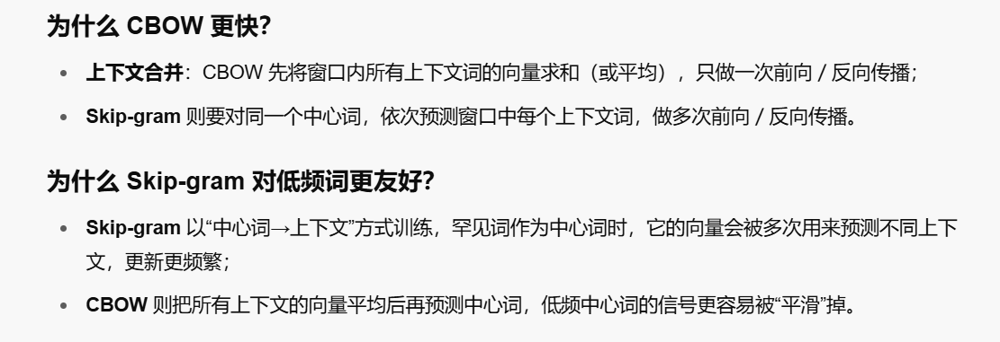 为什么 CBOW 更快？
• 上下文合并：CBOW 先将窗口内所有上下文词的向量求和（或平均），只做一次前向 / 反向传播；
• Skip-gram 则要对同一个中心词，依次预测窗口中每个上下文词，做多次前向 / 反向传播。
为什么 Skip-gram 对低频词更友好？
• Skip-gram 以“中心词→上下文”方式训练，罕见词作为中心词时，它的向量会被多次用来预测不同上下
文，更新更频繁；
• CBOW 则把所有上下文的向量平均后再预测中心词，低频中心词的信号更容易被“平滑”掉。